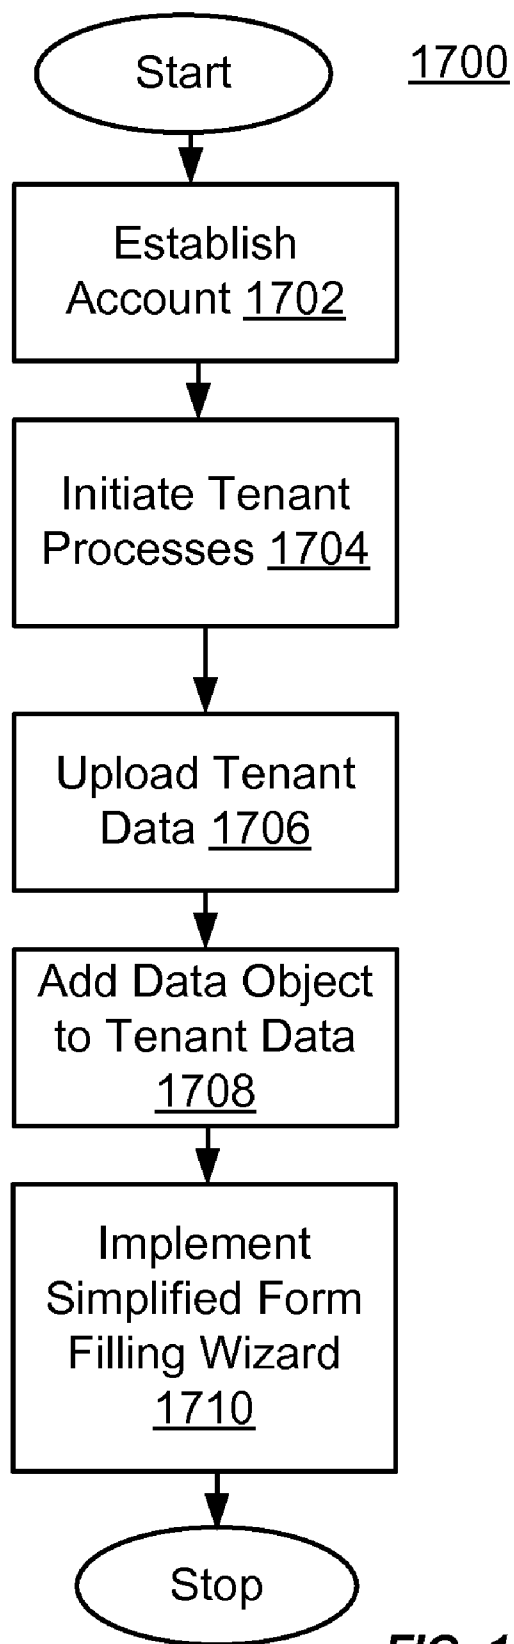 Start
1700
Establish
Account 1702
Initiate Tenant
Processes 1704
Upload Tenant
Data 1706
Add Data Object
to Tenant Data
1708
Implement
Simplified Form
Filling Wizard
1710
Stop